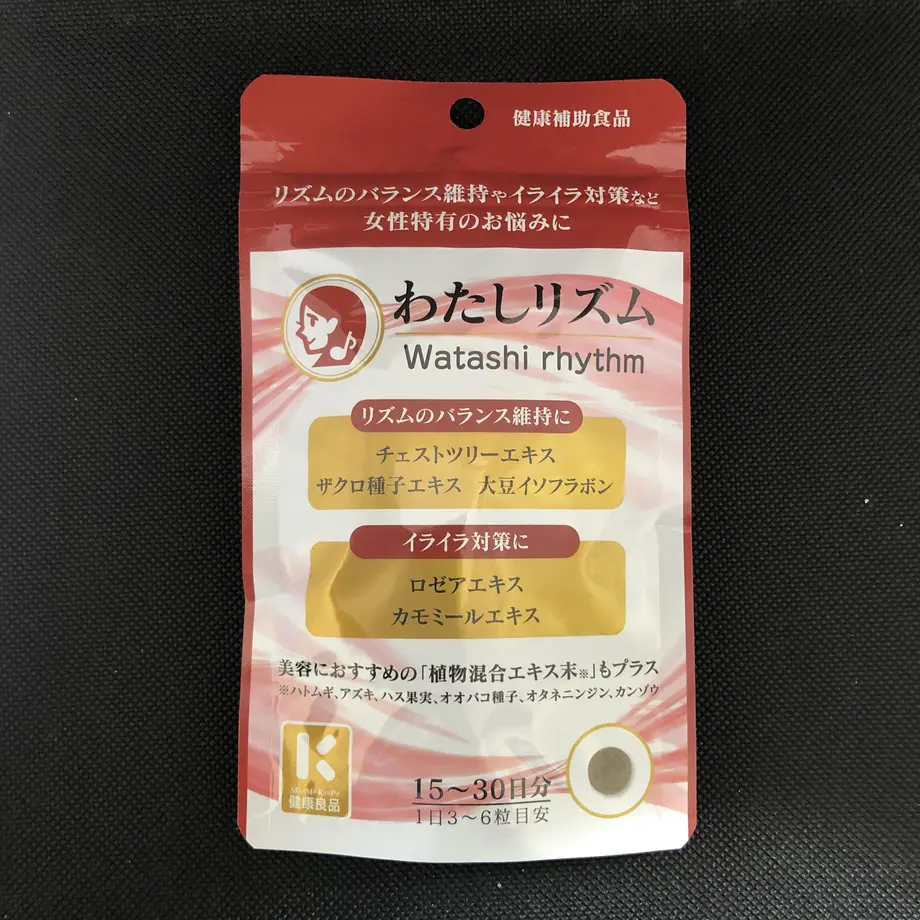 健康補助食品
リズムのバランス維持やイライラ対策など
女性特有のお悩みに
わたしリズム
Watashi rhythm
リズムのバランス維持に
チェストツリーエキス
ザクロ種子エキス 大豆イソフラボン
イライラ対策に
ロゼアエキス
カモミールエキス
美容におすすめの「植物混合エキス末※」もプラス
※ハトムギ、アズキ、ハス果実、オオバコ種子、オタネニンジン、カンゾウ
K
健康良品
15〜30日分
1日3〜6粒目安